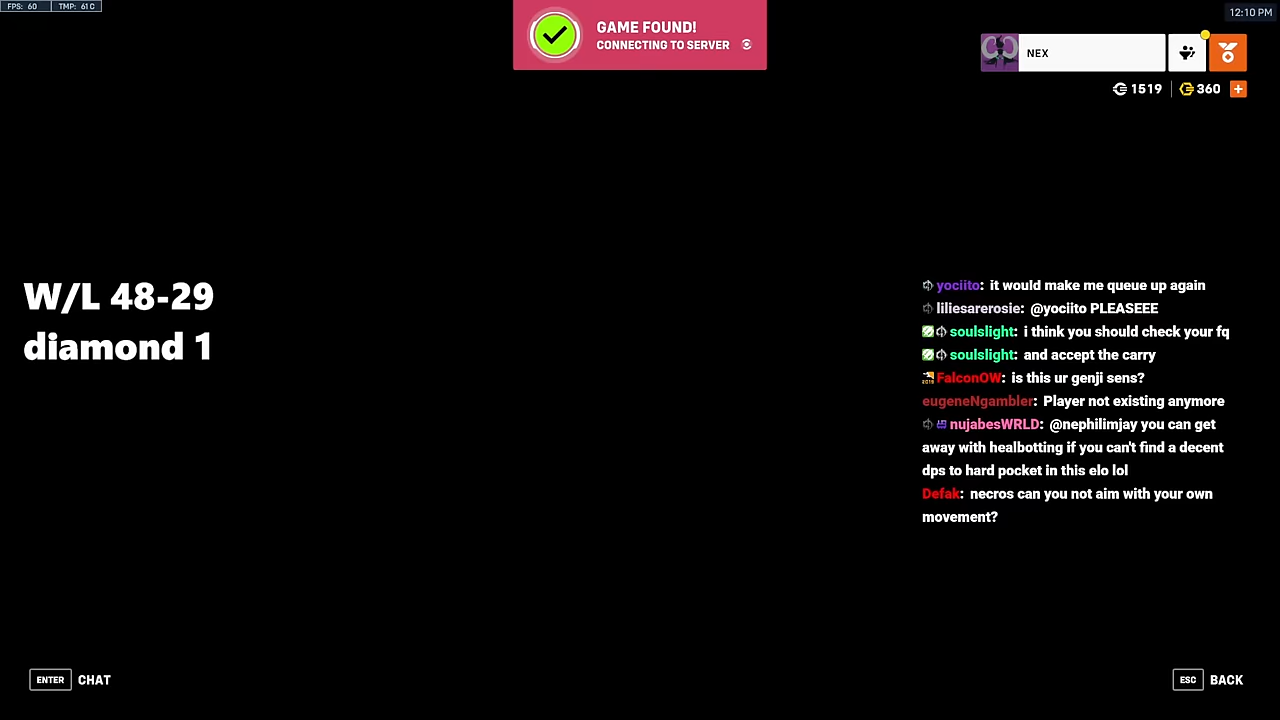 FPS: 60 TMP: 61 C
GAME FOUND!
CONNECTING TO SERVER
12:10 PM
NEX
1519 360 +
W/L 48-29
diamond 1
yociito: it would make me queue up again
liliesarerosie: @yociito PLEASEEE
soulslight: i think you should check your fq
soulslight: and accept the carry
FalconOW: is this ur genji sens?
eugeneNgambler: Player not existing anymore
nujabesWRLD: @nephilimjay you can get
away with healbotting if you can't find a decent
dps to hard pocket in this elo lol
Defak: necros can you not aim with your own
movement?
ENTER CHAT
ESC BACK